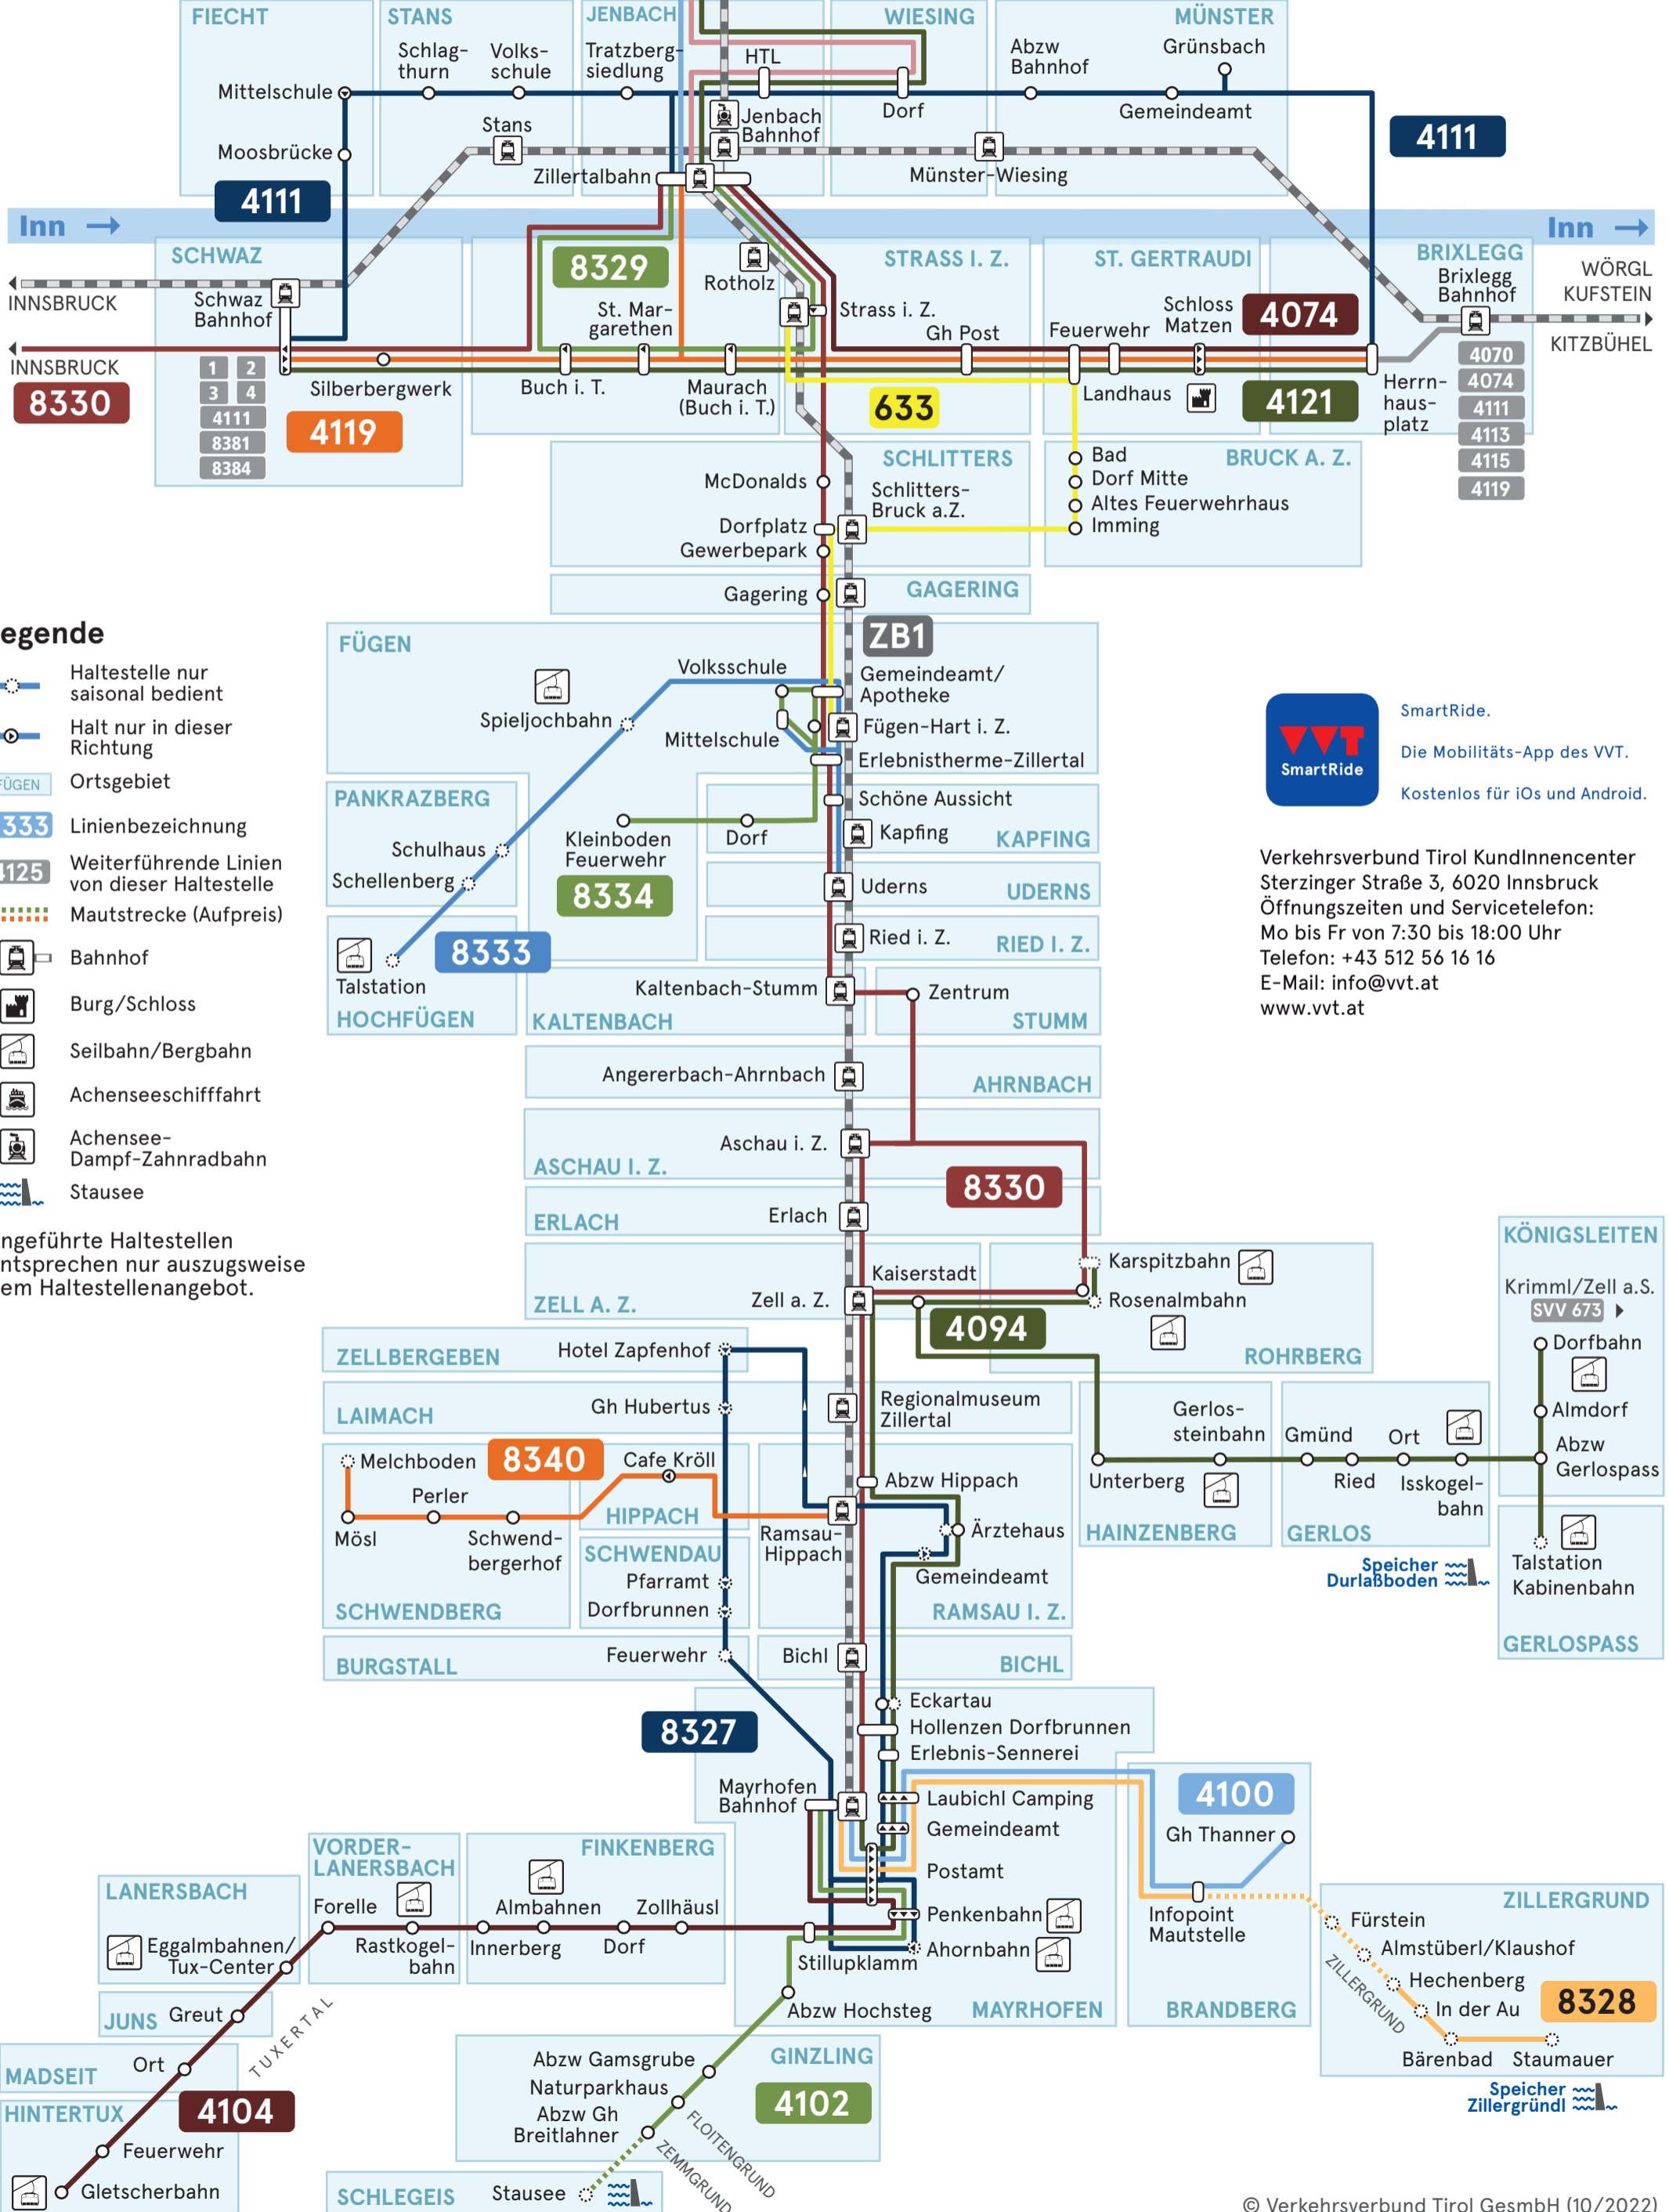 FIECHT
STANS
JENBACH
WIESING
MÜNSTER
Schlag-
thurn
Volks-
schule
Tratzberg-
siedlung
HTL
Abzw
Bahnhof
Grünsbach
Mittelschule
Dorf
Gemeindeamt
Jenbach
Bahnhof
Stans
Moosbrücke
Zillertalbahn
Münster-Wiesing
4111
4111
Inn →
Inn →
SCHWAZ
8329
STRASS I. Z.
ST. GERTRAUDI
BRIXLEGG
Brixlegg
Bahnhof
WÖRGL
KUFSTEIN
KITZBÜHEL
INNSBRUCK
Schwaz
Bahnhof
Rotholz
St. Mar-
garethen
Strass i. Z.
Gh Post
Feuerwehr
Schloss
Matzen
4074
INNSBRUCK
8330
1 2
3 4
4111
8381
8384
Silberbergwerk
4119
Buch i. T.
Maurach
(Buch i. T.)
633
Landhaus
4121
Herrn-
haus-
platz
4070
4074
4111
4113
4115
4119
SCHLITTERS
BRUCK A. Z.
McDonalds
Schlitters-
Bruck a.Z.
Bad
Dorf Mitte
Altes Feuerwehrhaus
Imming
Dorfplatz
Gewerbepark
Gagering
GAGERING
ZB1
egende
Haltestelle nur
saisonal bedient
Halt nur in dieser
Richtung
FÜGEN
Ortsgebiet
333
Linienbezeichnung
4125
Weiterführende Linien
von dieser Haltestelle
Mautstrecke (Aufpreis)
Bahnhof
Burg/Schloss
Seilbahn/Bergbahn
Achenseeschifffahrt
Achensee-
Dampf-Zahnradbahn
Stausee
ngeführte Haltestellen
ntsprechen nur auszugsweise
em Haltestellenangebot.
FÜGEN
Volksschule
Spieljochbahn
Mittelschule
Gemeindeamt/
Apotheke
Fügen-Hart i. Z.
Erlebnistherme-Zillertal
PANKRAZBERG
Schulhaus
Schellenberg
Kleinboden
Feuerwehr
Dorf
8334
Schöne Aussicht
Kapfing
KAPFING
Uderns
UDERNS
8333
Talstation
HOCHFÜGEN
Ried i. Z.
RIED I. Z.
Kaltenbach-Stumm
KALTENBACH
Zentrum
STUMM
Angererbach-Ahrnbach
AHRNBACH
Aschau i. Z.
ASCHAU I. Z.
8330
Erlach
ERLACH
VVT
SmartRide
SmartRide.
Die Mobilitäts-App des VVT.
Kostenlos für iOs und Android.
Verkehrsverbund Tirol KundInnencenter
Sterzinger Straße 3, 6020 Innsbruck
Öffnungszeiten und Servicetelefon:
Mo bis Fr von 7:30 bis 18:00 Uhr
Telefon: +43 512 56 16 16
E-Mail: info@vvt.at
www.vvt.at
Kaiserstadt
Zell a. Z.
ZELL A. Z.
Karspitzbahn
Rosenalmbahn
4094
ROHRBERG
KÖNIGSLEITEN
Krimml/Zell a.S.
SVV 673
Dorfbahn
Almdorf
Abzw
Gerlospass
Talstation
Kabinenbahn
GERLOSPASS
ZELLBERGEBEN
Hotel Zapfenhof
LAIMACH
Gh Hubertus
Regionalmuseum
Zillertal
Gerlos-
steinbahn
Gmünd
Ort
Unterberg
Ried
Isskogel-
bahn
HAINZENBERG
GERLOS
Speicher
Durlaßboden
Melchboden
8340
Cafe Kröll
Perler
Mösl
Schwend-
bergerhof
HIPPACH
SCHWENDAU
Pfarramt
Dorfbrunnen
SCHWENDBERG
Abzw Hippach
Ramsau-
Hippach
Ärztehaus
Gemeindeamt
RAMSAU I. Z.
BURGSTALL
Feuerwehr
Bichl
BICHL
8327
Eckartau
Hollenzen Dorfbrunnen
Erlebnis-Sennerei
Mayrhofen
Bahnhof
Laubichl Camping
Gemeindeamt
Postamt
Penkenbahn
Ahornbahn
Stillupklamm
Abzw Hochsteg
MAYRHOFEN
4100
Gh Thanner
Infopoint
Mautstelle
BRANDBERG
ZILLERGRUND
Fürstein
Almstüberl/Klaushof
Hechenberg
In der Au
8328
ZILLERGRUND
Bärenbad
Staumauer
Speicher
Zillergründl
VORDER-
LANERSBACH
FINKENBERG
LANERSBACH
Forelle
Almbahnen
Zollhäusl
Eggalmbahnen/
Tux-Center
Rastkogel-
bahn
Innerberg
Dorf
JUNS
Greut
TUXERTAL
MADSEIT
Ort
HINTERTUX
4104
Feuerwehr
Gletscherbahn
Abzw Gamsgrube
GINZLING
Naturparkhaus
4102
Abzw Gh
Breitlahner
FLOITENGRUND
ZEMMGRUND
SCHLEGEIS
Stausee
© Verkehrsverbund Tirol GesmbH (10/2022)